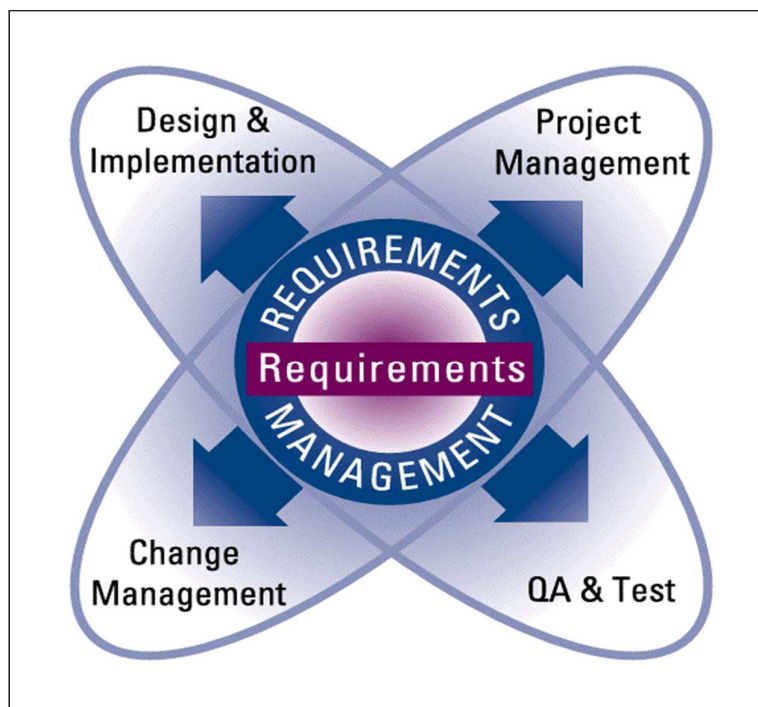 Design &
Implementation
Project
Management
REQUIREMENTS
Requirements
MANAGEMENT
Change
Management
QA & Test